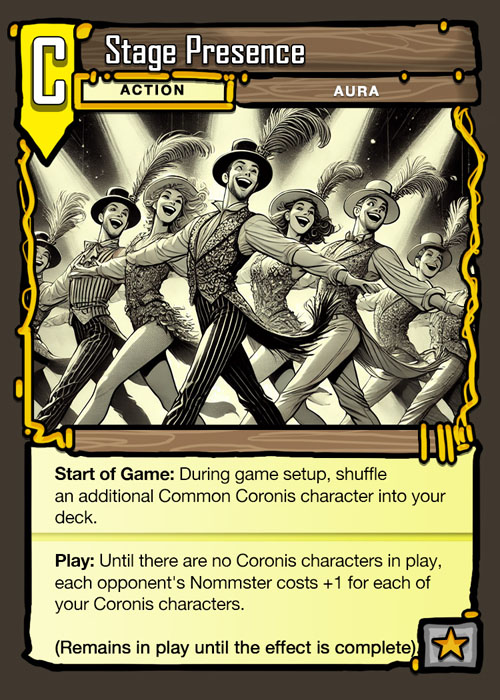 C
Stage Presence
ACTION
AURA
Start of Game: During game setup, shuffle
an additional Common Coronis character into your
deck.
Play: Until there are no Coronis characters in play,
each opponent's Nommster costs +1 for each of
your Coronis characters.
(Remains in play until the effect is complete)